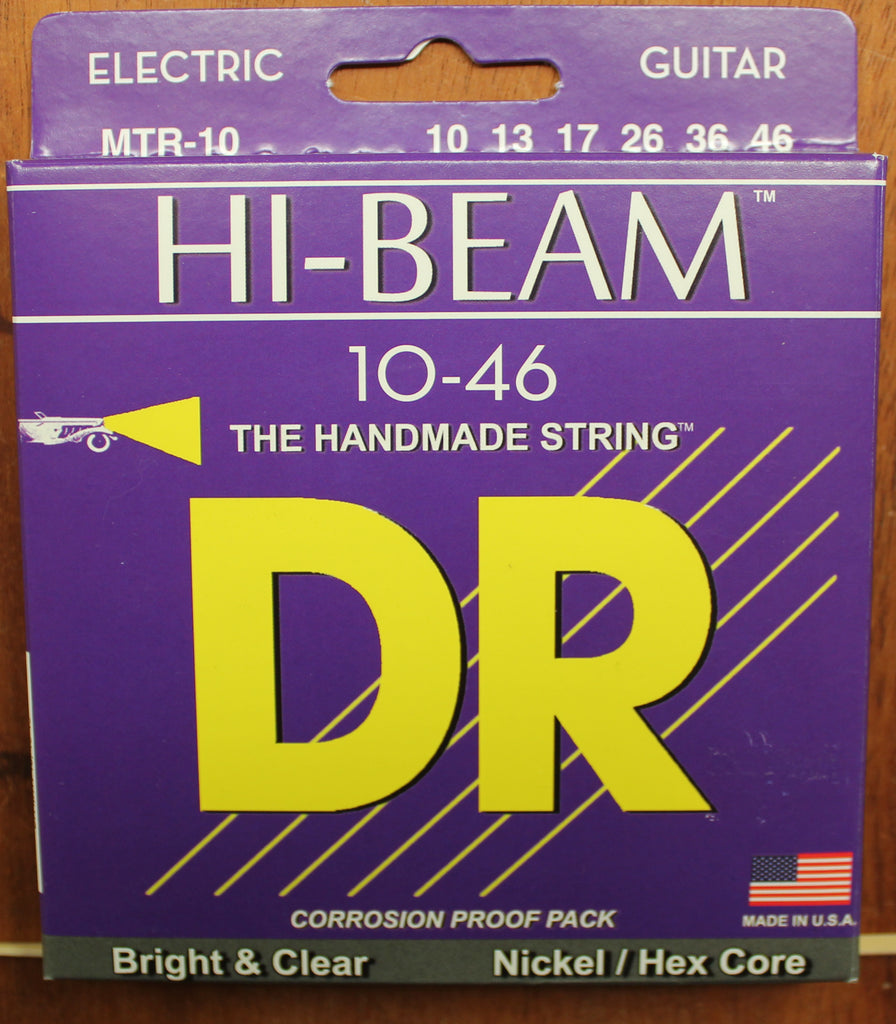 ELECTRIC GUITAR
MTR-10 10 13 17 26 36 46
HI-BEAM™
10-46
THE HANDMADE STRING™
DR
CORROSION PROOF PACK
MADE IN U.S.A.
Bright & Clear Nickel / Hex Core